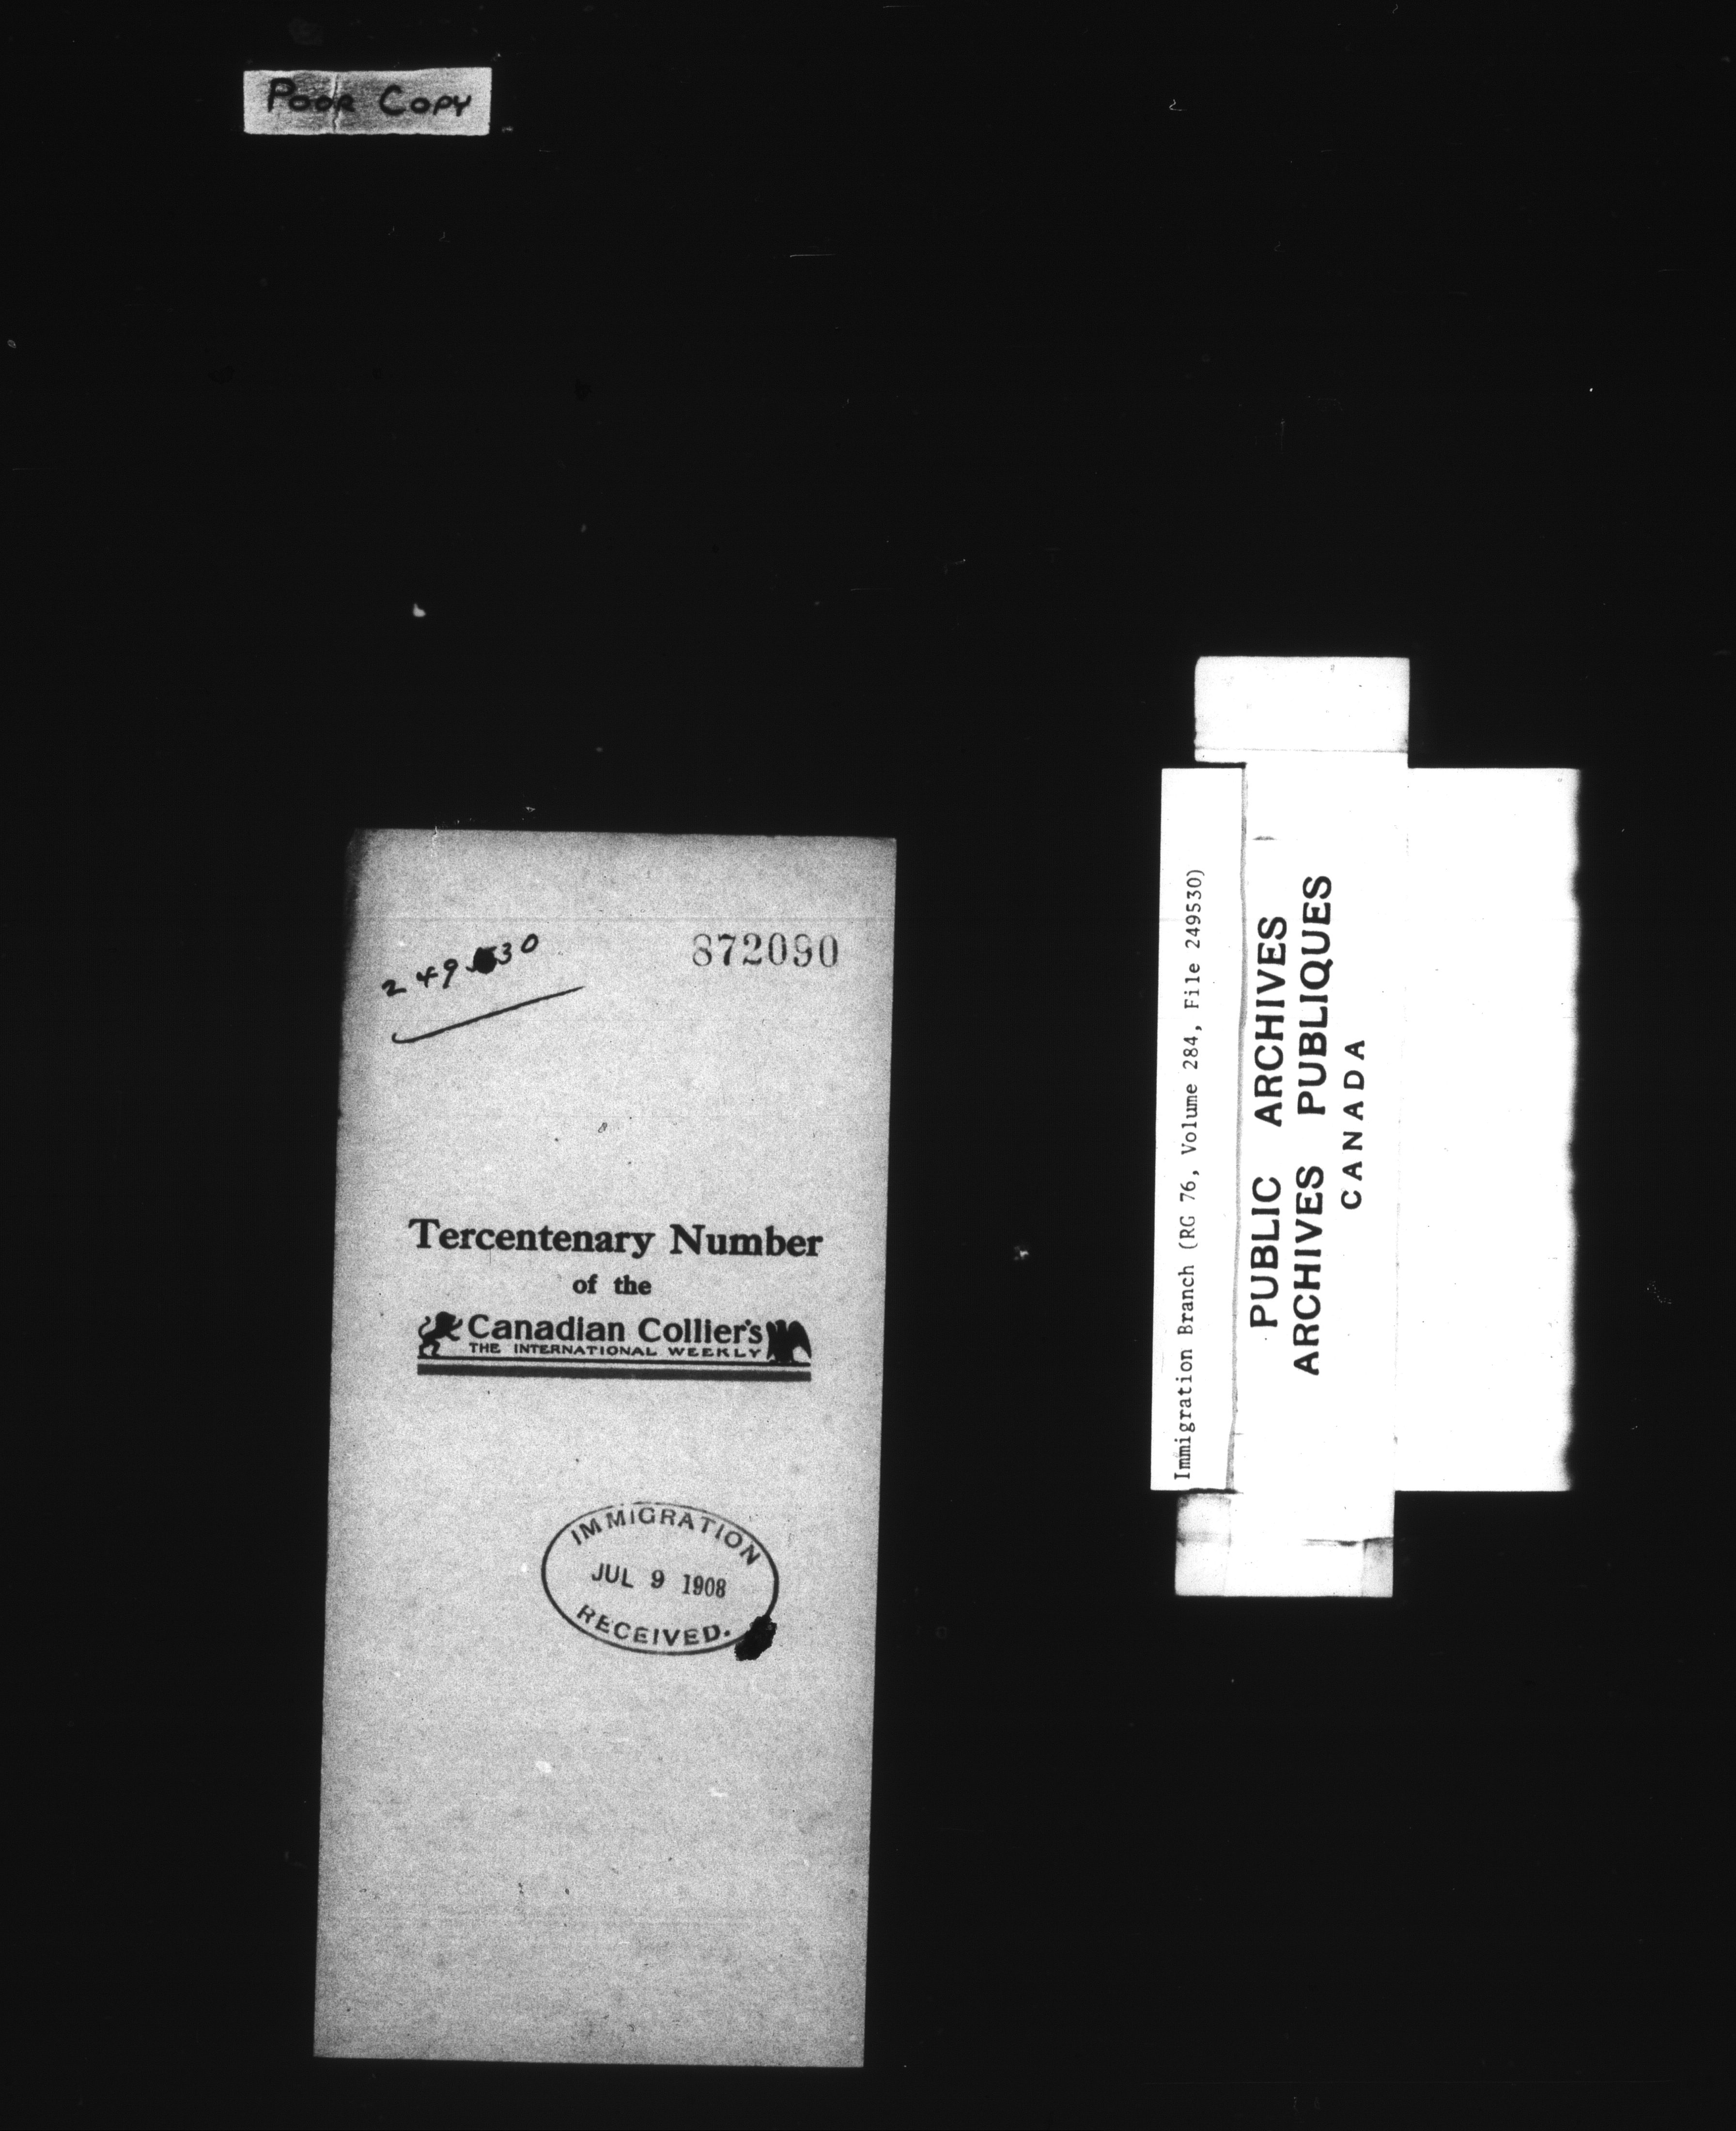 Poor Copy
249530
872090
Tercentenary Number
of the
Canadian Collier's
THE INTERNATIONAL WEEKLY
IMMIGRATION
JUL 9 1908
RECEIVED.
Immigration Branch (RG 76, Volume 284, File 249530)
PUBLIC ARCHIVES
ARCHIVES PUBLIQUES
CANADA